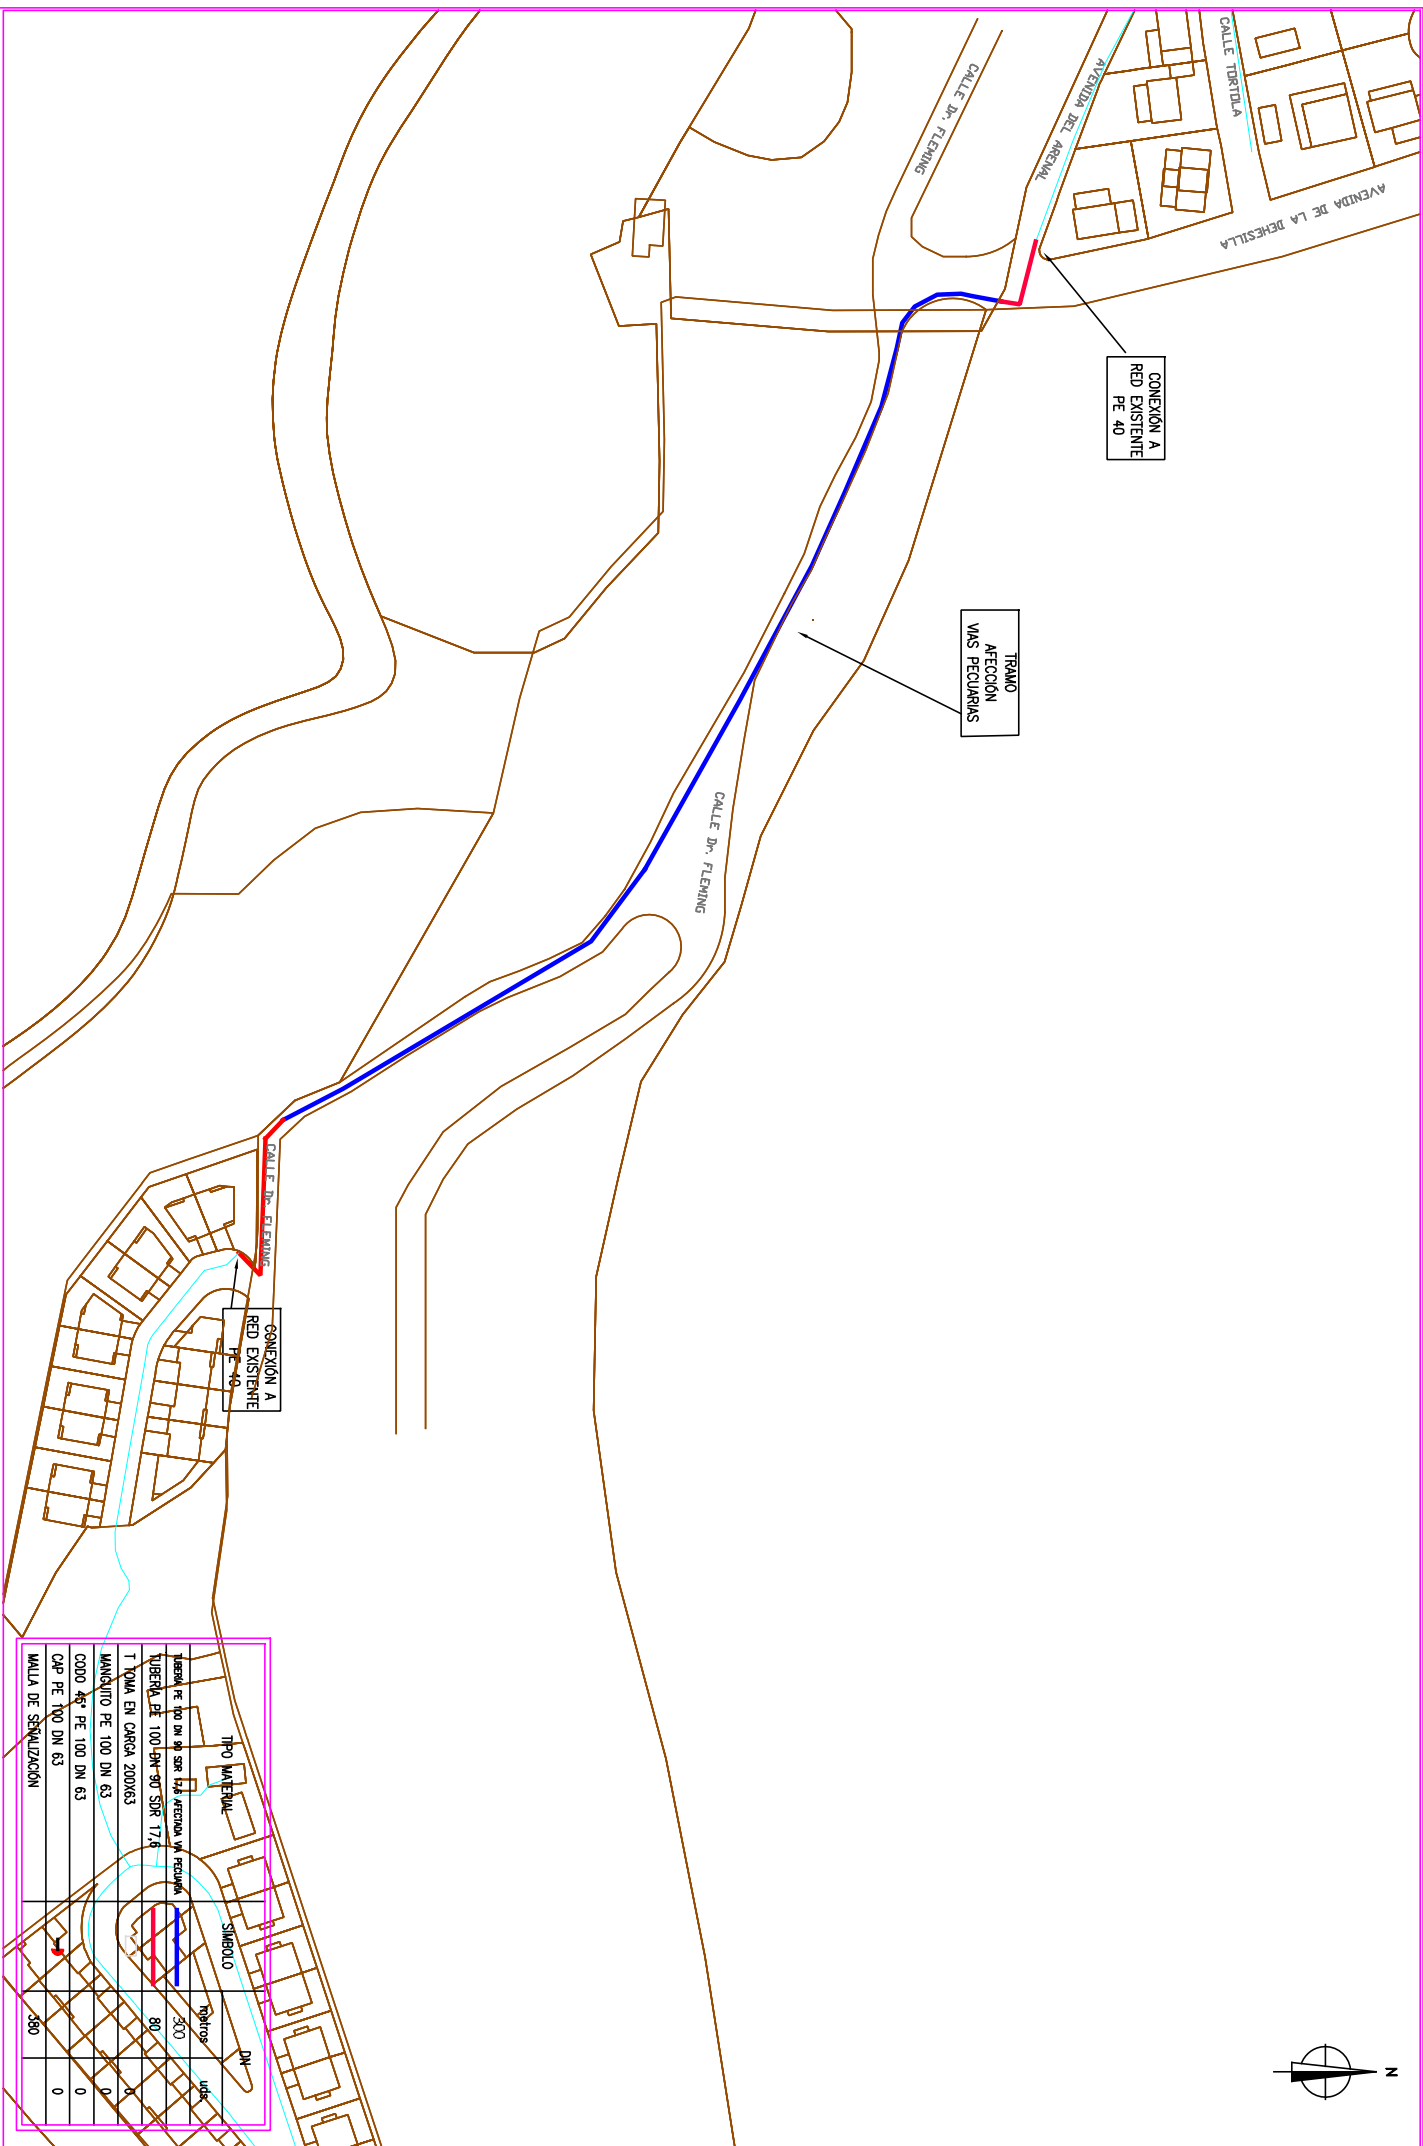 CALLE TORTOLA
AVENIDA DE LA DEHESILLA
AVENIDA DEL ARENAL
CALLE Dr. FLEMING
CONEXIÓN A
RED EXISTENTE
PE 40
TRAMO
AFECCIÓN
VIAS PECUARIAS
CALLE Dr. FLEMING
CALLE Dr. FLEMING
CONEXIÓN A
RED EXISTENTE
PE 40
N
TIPO MATERIAL SÍMBOLO DN
metros uds.
TUBERÍA PE 100 DN 90 SDR 17,6 AFECTADA VÍA PECUARIA 300
TUBERÍA PE 100 DN 90 SDR 17,6 80
T TOMA EN CARGA 200X63 0
MANGUITO PE 100 DN 63 0
CODO 45º PE 100 DN 63 0
CAP PE 100 DN 63 0
MALLA DE SEÑALIZACIÓN 380